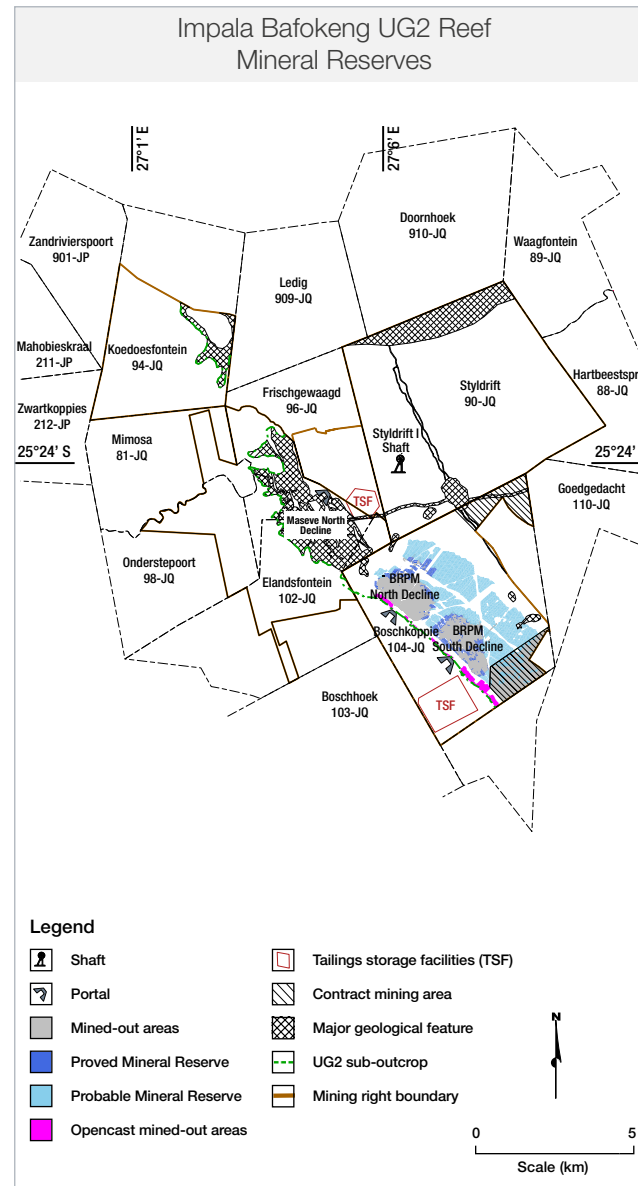 Impala Bafokeng UG2 Reef
Mineral Reserves
27°1' E
27°6' E
Doornhoek
910-JQ
Zandrivierspoort
901-JP
Waagfontein
89-JQ
Ledig
909-JQ
Mahobieskraal
211-JP
Koedoesfontein
94-JQ
Hartbeestspr
88-JQ
Styldrift
90-JQ
Frischgewaagd
96-JQ
Zwartkoppies
212-JP
Mimosa
81-JQ
Styldrift I
Shaft
25°24' S
25°24'
Goedgedacht
110-JQ
TSF
Maseve North
Decline
Onderstepoort
98-JQ
Elandsfontein
102-JQ
BRPM
North Decline
Boschkoppie
104-JQ
BRPM
South Decline
Boschhoek
103-JQ
TSF
Legend
Shaft
Portal
Mined-out areas
Proved Mineral Reserve
Probable Mineral Reserve
Opencast mined-out areas
Tailings storage facilities (TSF)
Contract mining area
Major geological feature
UG2 sub-outcrop
Mining right boundary
N
0
5
Scale (km)